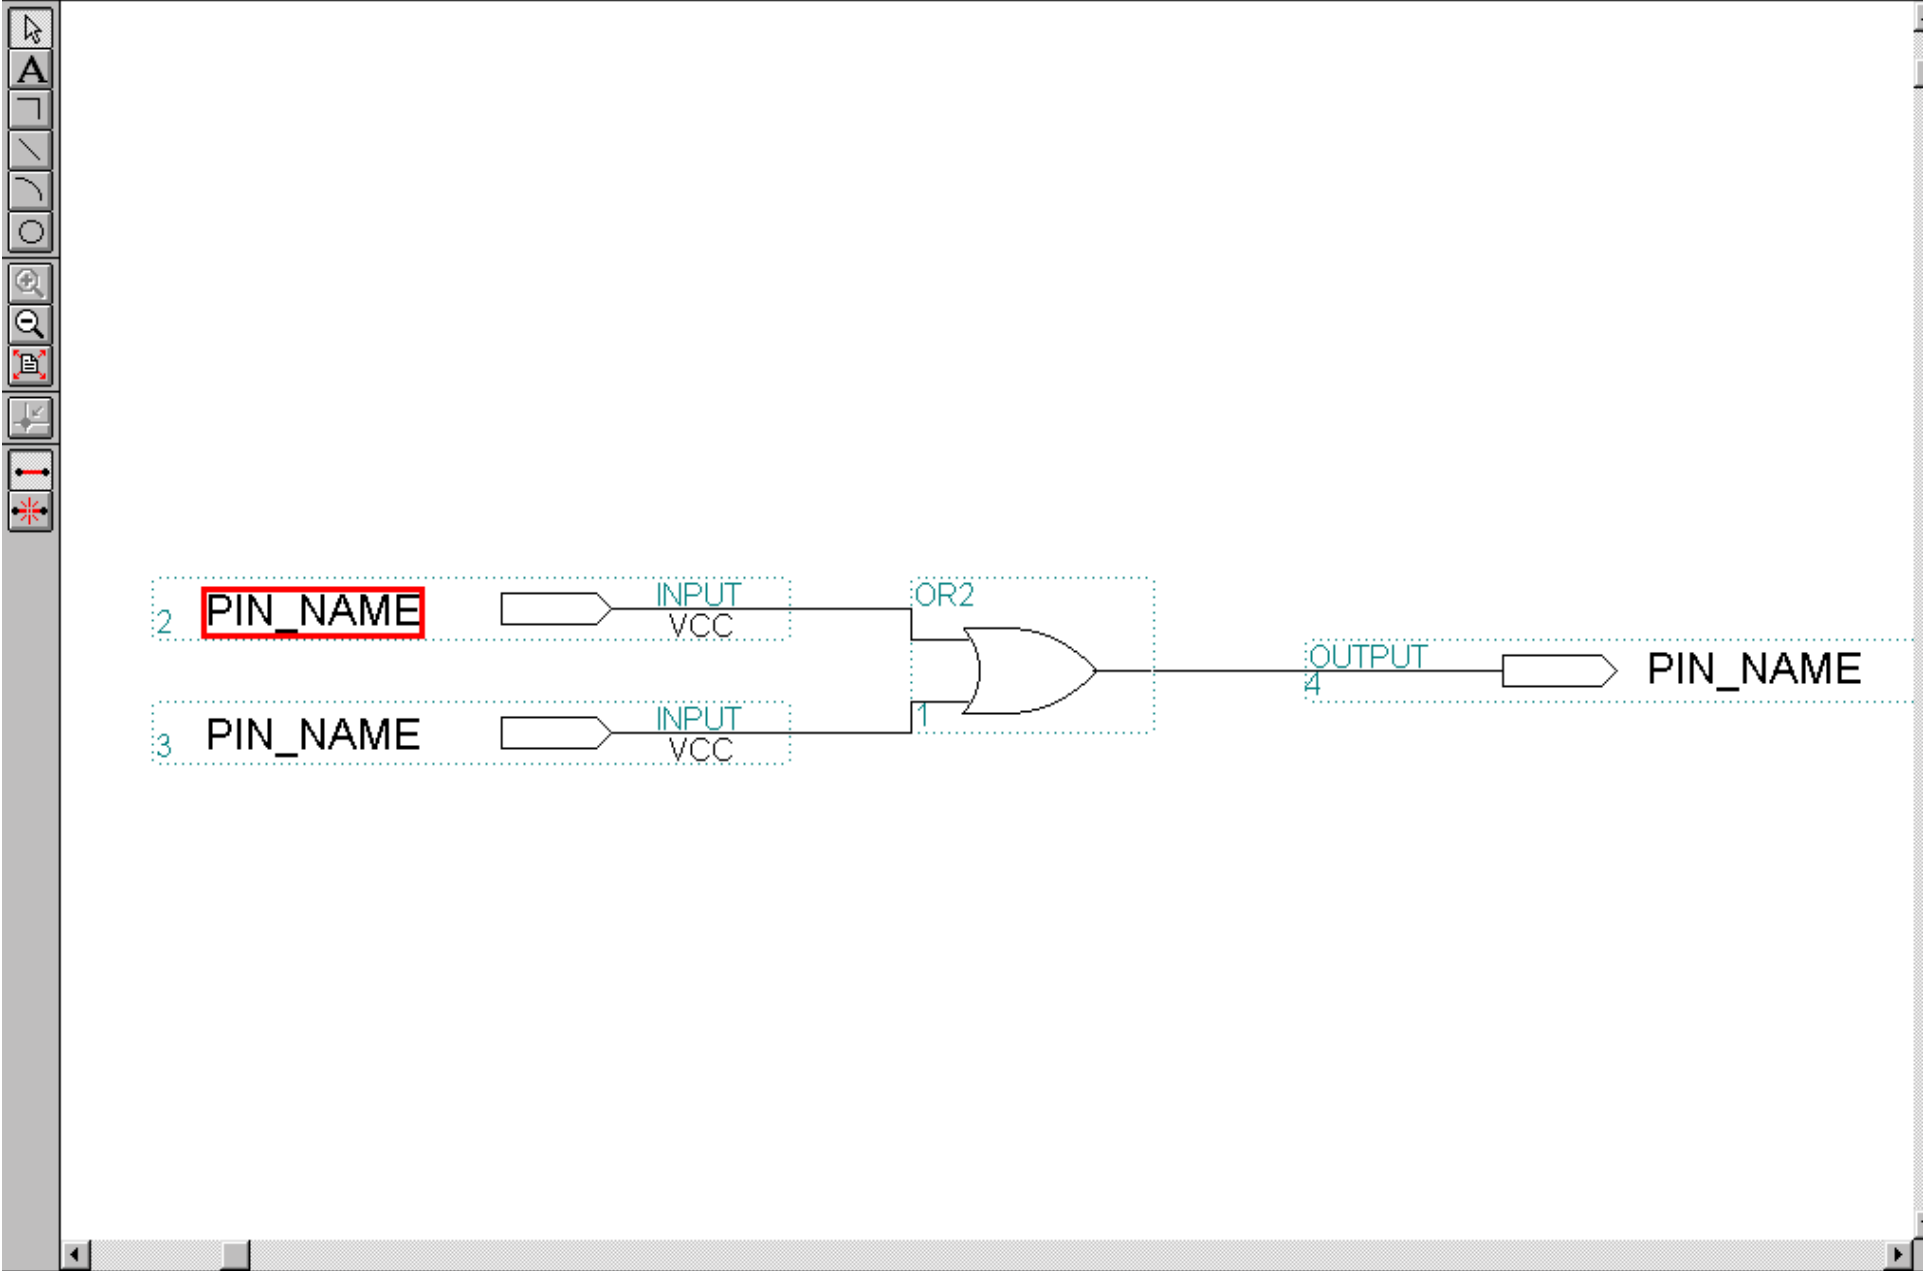 A
INPUT
2 PIN_NAME
VCC
OR2
OUTPUT
4
PIN_NAME
INPUT
3 PIN_NAME
VCC
1